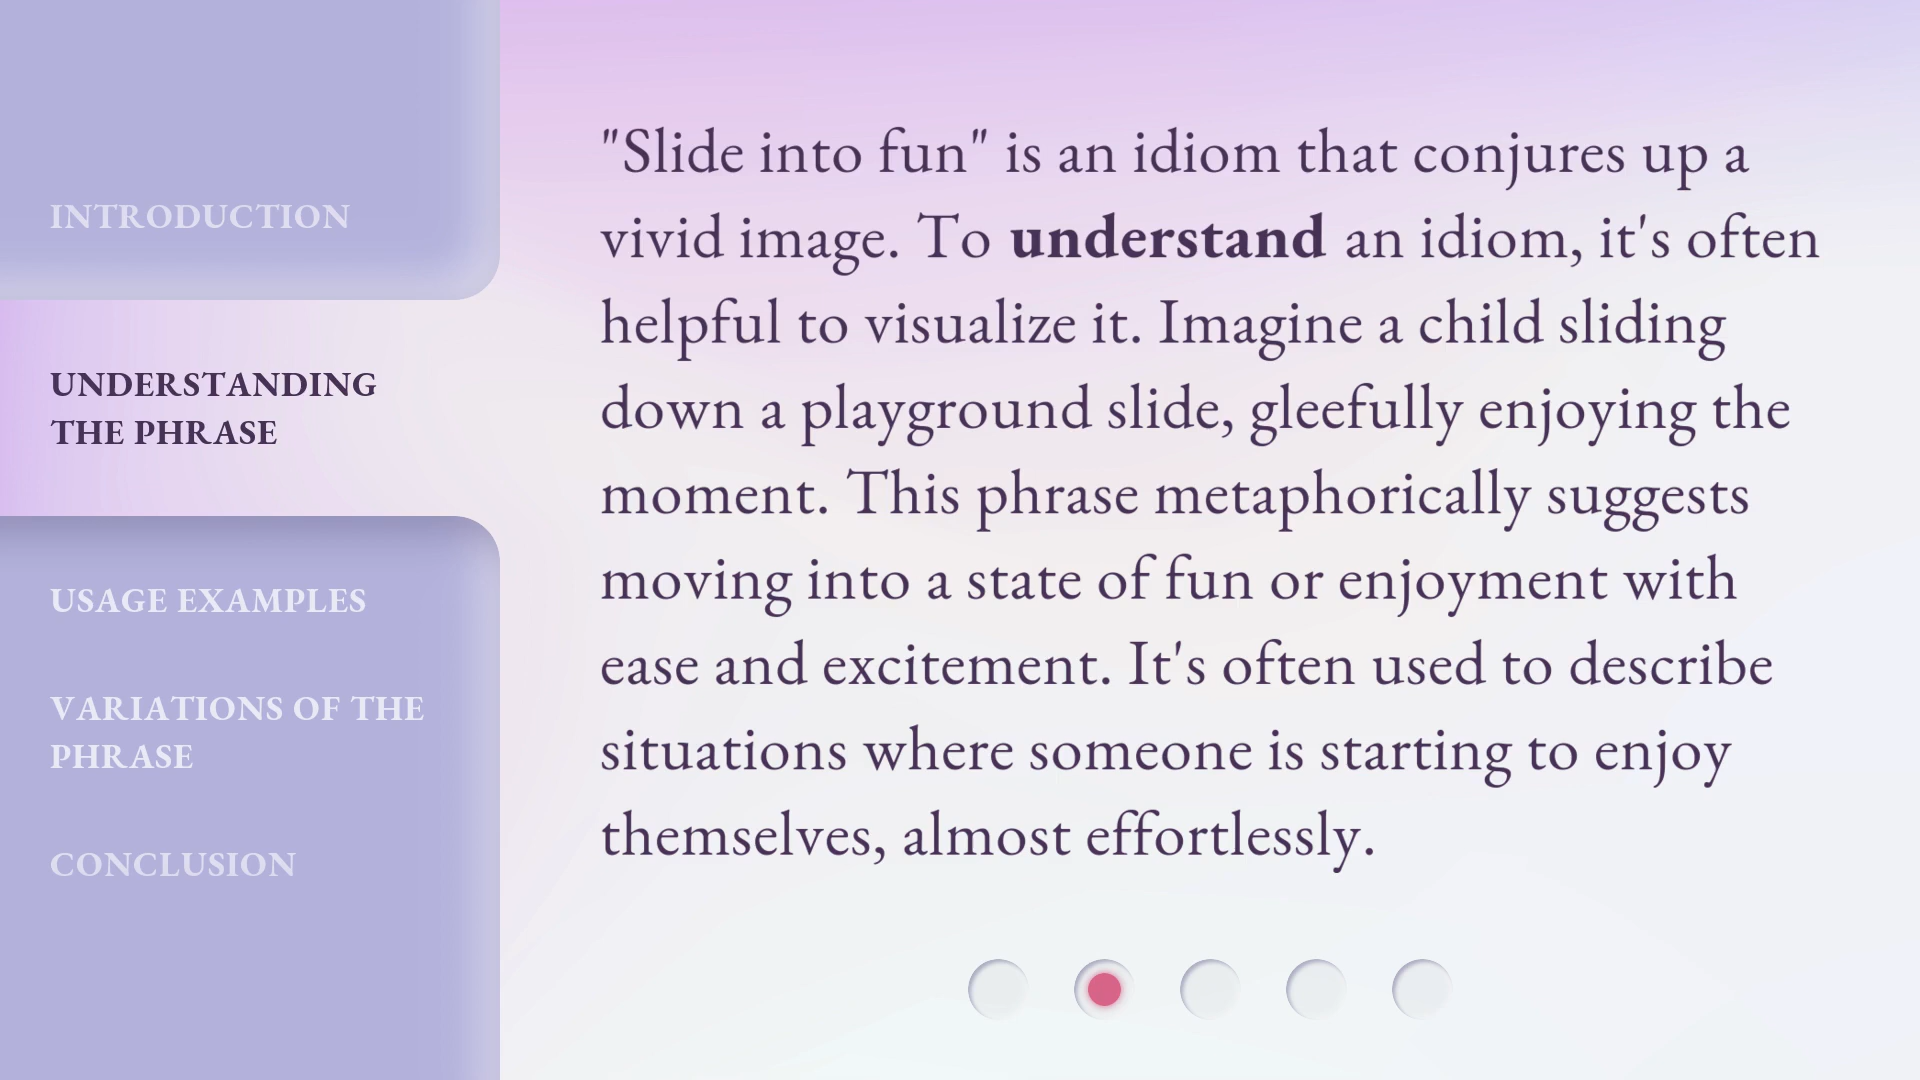 INTRODUCTION
UNDERSTANDING
THE PHRASE
USAGE EXAMPLES
VARIATIONS OF THE
PHRASE
CONCLUSION
"Slide into fun" is an idiom that conjures up a
vivid image. To understand an idiom, it's often
helpful to visualize it. Imagine a child sliding
down a playground slide, gleefully enjoying the
moment. This phrase metaphorically suggests
moving into a state of fun or enjoyment with
ease and excitement. It's often used to describe
situations where someone is starting to enjoy
themselves, almost effortlessly.